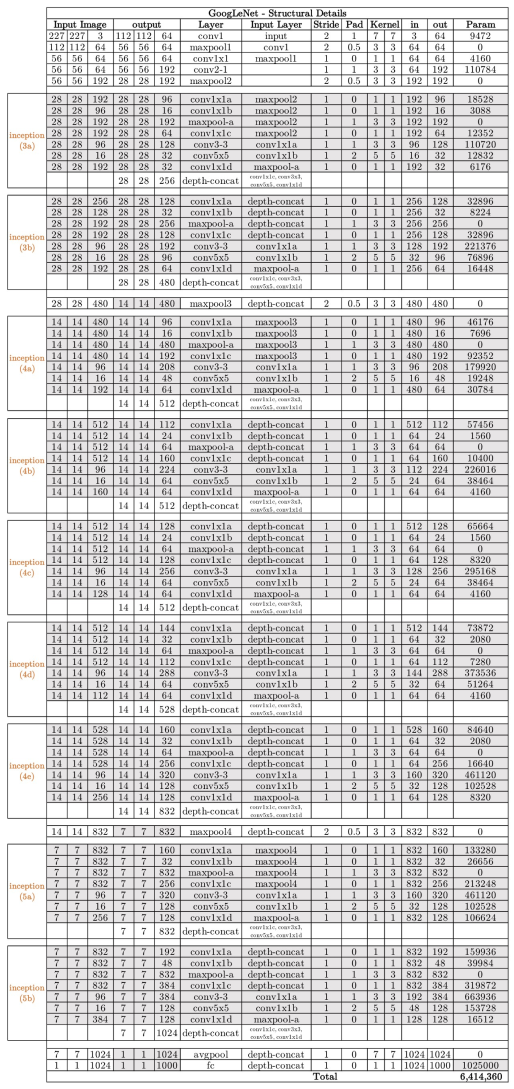 GoogLeNet - Structural Details
Input Image output Layer Input Layer Stride Pad Kernel in out Param
227 227 3 112 112 64 conv1 input 2 1 7 7 3 64 9472
112 112 64 56 56 64 maxpool1 conv1 2 0.5 3 3 64 64 0
56 56 64 56 56 64 conv1x1 maxpool1 1 0 1 1 64 64 4160
56 56 64 56 56 192 conv2-1 1 1 3 3 64 192 110784
56 56 192 28 28 192 maxpool2 2 0.5 3 3 192 192 0
inception (3a)
28 28 192 28 28 96 conv1x1a maxpool2 1 0 1 1 192 96 18528
28 28 96 28 28 16 conv1x1b maxpool2 1 0 1 1 192 16 3088
28 28 192 28 28 192 maxpool-a maxpool2 1 1 3 3 192 192 0
28 28 192 28 28 64 conv1x1c maxpool2 1 0 1 1 192 64 12352
28 28 96 28 28 128 conv3-3 conv1x1a 1 1 3 3 96 128 110720
28 28 16 28 28 32 conv5x5 conv1x1b 1 2 5 5 16 32 12832
28 28 192 28 28 32 conv1x1d maxpool-a 1 0 1 1 192 32 6176
28 28 256 depth-concat conv1x1c, conv3x3, conv5x5, conv1x1d
inception (3b)
28 28 256 28 28 128 conv1x1a depth-concat 1 0 1 1 256 128 32896
28 28 128 28 28 32 conv1x1b depth-concat 1 0 1 1 256 32 8224
28 28 192 28 28 256 maxpool-a depth-concat 1 1 3 3 256 256 0
28 28 192 28 28 128 conv1x1c depth-concat 1 0 1 1 256 128 32896
28 28 96 28 28 192 conv3-3 conv1x1a 1 1 3 3 128 192 221376
28 28 16 28 28 96 conv5x5 conv1x1b 1 2 5 5 32 96 76896
28 28 192 28 28 64 conv1x1d maxpool-a 1 0 1 1 256 64 16448
28 28 480 depth-concat conv1x1c, conv3x3, conv5x5, conv1x1d
28 28 480 14 14 480 maxpool3 depth-concat 2 0.5 3 3 480 480 0
inception (4a)
14 14 480 14 14 96 conv1x1a maxpool3 1 0 1 1 480 96 46176
14 14 480 14 14 16 conv1x1b maxpool3 1 0 1 1 480 16 7696
14 14 480 14 14 480 maxpool-a maxpool3 1 1 3 3 480 480 0
14 14 480 14 14 192 conv1x1c maxpool3 1 0 1 1 480 192 92352
14 14 96 14 14 208 conv3-3 conv1x1a 1 1 3 3 96 208 179920
14 14 16 14 14 48 conv5x5 conv1x1b 1 2 5 5 16 48 19248
14 14 192 14 14 64 conv1x1d maxpool-a 1 0 1 1 480 64 30784
14 14 512 depth-concat conv1x1c, conv3x3, conv5x5, conv1x1d
inception (4b)
14 14 512 14 14 112 conv1x1a depth-concat 1 0 1 1 512 112 57456
14 14 512 14 14 24 conv1x1b depth-concat 1 0 1 1 64 24 1560
14 14 512 14 14 64 maxpool-a depth-concat 1 1 3 3 64 64 0
14 14 512 14 14 160 conv1x1c depth-concat 1 0 1 1 64 160 10400
14 14 96 14 14 224 conv3-3 conv1x1a 1 1 3 3 112 224 226016
14 14 16 14 14 64 conv5x5 conv1x1b 1 2 5 5 24 64 38464
14 14 160 14 14 64 conv1x1d maxpool-a 1 0 1 1 64 64 4160
14 14 512 depth-concat conv1x1c, conv3x3, conv5x5, conv1x1d
inception (4c)
14 14 512 14 14 128 conv1x1a depth-concat 1 0 1 1 512 128 65664
14 14 512 14 14 24 conv1x1b depth-concat 1 0 1 1 64 24 1560
14 14 512 14 14 64 maxpool-a depth-concat 1 1 3 3 64 64 0
14 14 512 14 14 128 conv1x1c depth-concat 1 0 1 1 64 128 8320
14 14 96 14 14 256 conv3-3 conv1x1a 1 1 3 3 128 256 295168
14 14 16 14 14 64 conv5x5 conv1x1b 1 2 5 5 24 64 38464
14 14 128 14 14 64 conv1x1d maxpool-a 1 0 1 1 64 64 4160
14 14 512 depth-concat conv1x1c, conv3x3, conv5x5, conv1x1d
inception (4d)
14 14 512 14 14 144 conv1x1a depth-concat 1 0 1 1 512 144 73872
14 14 512 14 14 32 conv1x1b depth-concat 1 0 1 1 64 32 2080
14 14 512 14 14 64 maxpool-a depth-concat 1 1 3 3 64 64 0
14 14 512 14 14 112 conv1x1c depth-concat 1 0 1 1 64 112 7280
14 14 96 14 14 288 conv3-3 conv1x1a 1 1 3 3 144 288 373536
14 14 16 14 14 64 conv5x5 conv1x1b 1 2 5 5 32 64 51264
14 14 112 14 14 64 conv1x1d maxpool-a 1 0 1 1 64 64 4160
14 14 528 depth-concat conv1x1c, conv3x3, conv5x5, conv1x1d
inception (4e)
14 14 528 14 14 160 conv1x1a depth-concat 1 0 1 1 528 160 84640
14 14 528 14 14 32 conv1x1b depth-concat 1 0 1 1 64 32 2080
14 14 528 14 14 64 maxpool-a depth-concat 1 1 3 3 64 64 0
14 14 528 14 14 256 conv1x1c depth-concat 1 0 1 1 64 256 16640
14 14 96 14 14 320 conv3-3 conv1x1a 1 1 3 3 160 320 461120
14 14 16 14 14 128 conv5x5 conv1x1b 1 2 5 5 32 128 102528
14 14 256 14 14 128 conv1x1d maxpool-a 1 0 1 1 64 128 8320
14 14 832 depth-concat conv1x1c, conv3x3, conv5x5, conv1x1d
14 14 832 7 7 832 maxpool4 depth-concat 2 0.5 3 3 832 832 0
inception (5a)
7 7 832 7 7 160 conv1x1a maxpool4 1 0 1 1 832 160 133280
7 7 832 7 7 32 conv1x1b maxpool4 1 0 1 1 832 32 26656
7 7 832 7 7 832 maxpool-a maxpool4 1 1 3 3 832 832 0
7 7 832 7 7 256 conv1x1c maxpool4 1 0 1 1 832 256 213248
7 7 96 7 7 320 conv3-3 conv1x1a 1 1 3 3 160 320 461120
7 7 16 7 7 128 conv5x5 conv1x1b 1 2 5 5 32 128 102528
7 7 256 7 7 128 conv1x1d maxpool-a 1 0 1 1 832 128 106624
7 7 832 depth-concat conv1x1c, conv3x3, conv5x5, conv1x1d
inception (5b)
7 7 832 7 7 192 conv1x1a depth-concat 1 0 1 1 832 192 159936
7 7 832 7 7 48 conv1x1b depth-concat 1 0 1 1 832 48 39984
7 7 832 7 7 832 maxpool-a depth-concat 1 1 3 3 832 832 0
7 7 832 7 7 384 conv1x1c depth-concat 1 0 1 1 832 384 319872
7 7 96 7 7 384 conv3-3 conv1x1a 1 1 3 3 192 384 663936
7 7 16 7 7 128 conv5x5 conv1x1b 1 2 5 5 48 128 153728
7 7 384 7 7 128 conv1x1d maxpool-a 1 0 1 1 128 128 16512
7 7 1024 depth-concat conv1x1c, conv3x3, conv5x5, conv1x1d
7 7 1024 1 1 1024 avgpool depth-concat 1 0 7 7 1024 1024 0
1 1 1024 1 1 1000 fc depth-concat 1 0 1 1 1024 1000 1025000
Total 6,414,360